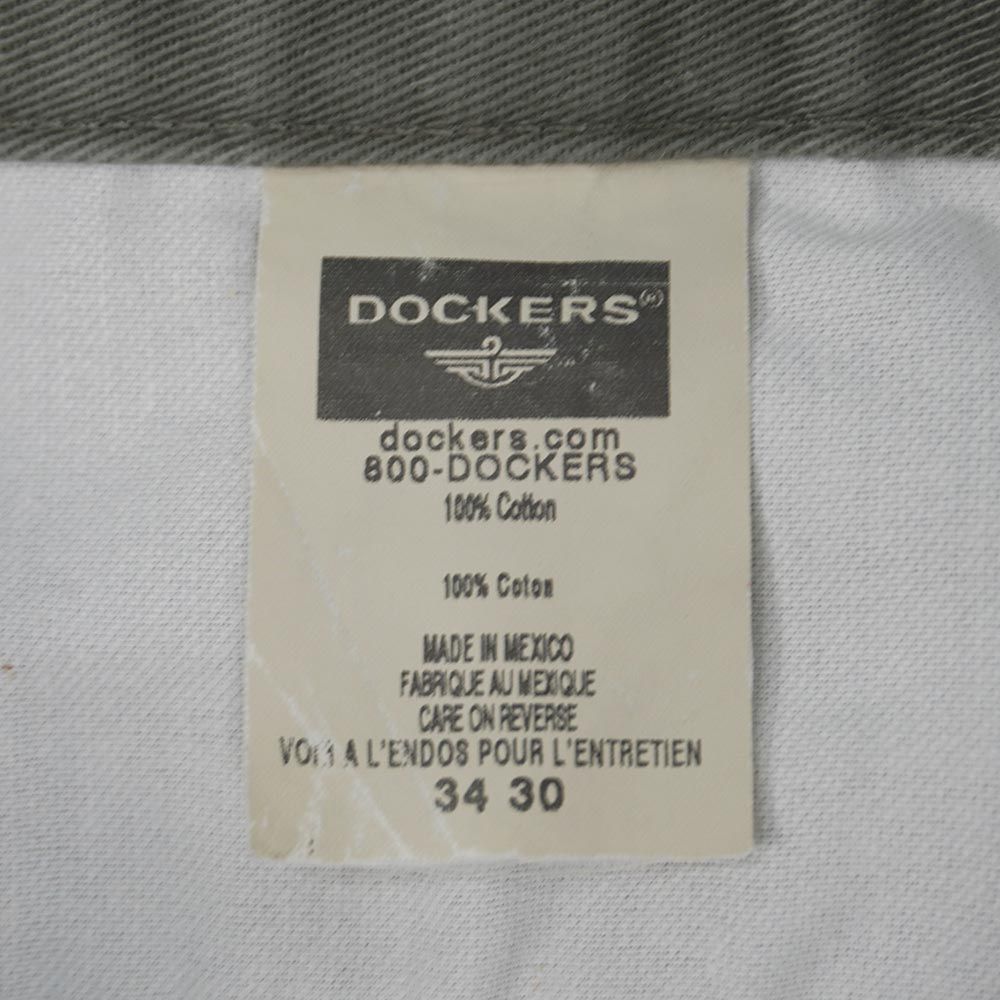 DOCKERS®
dockers.com
800-DOCKERS
100% Cotton
100% Coton
MADE IN MEXICO
FABRIQUE AU MEXIQUE
CARE ON REVERSE
VOIR A L'ENDOS POUR L'ENTRETIEN
34 30